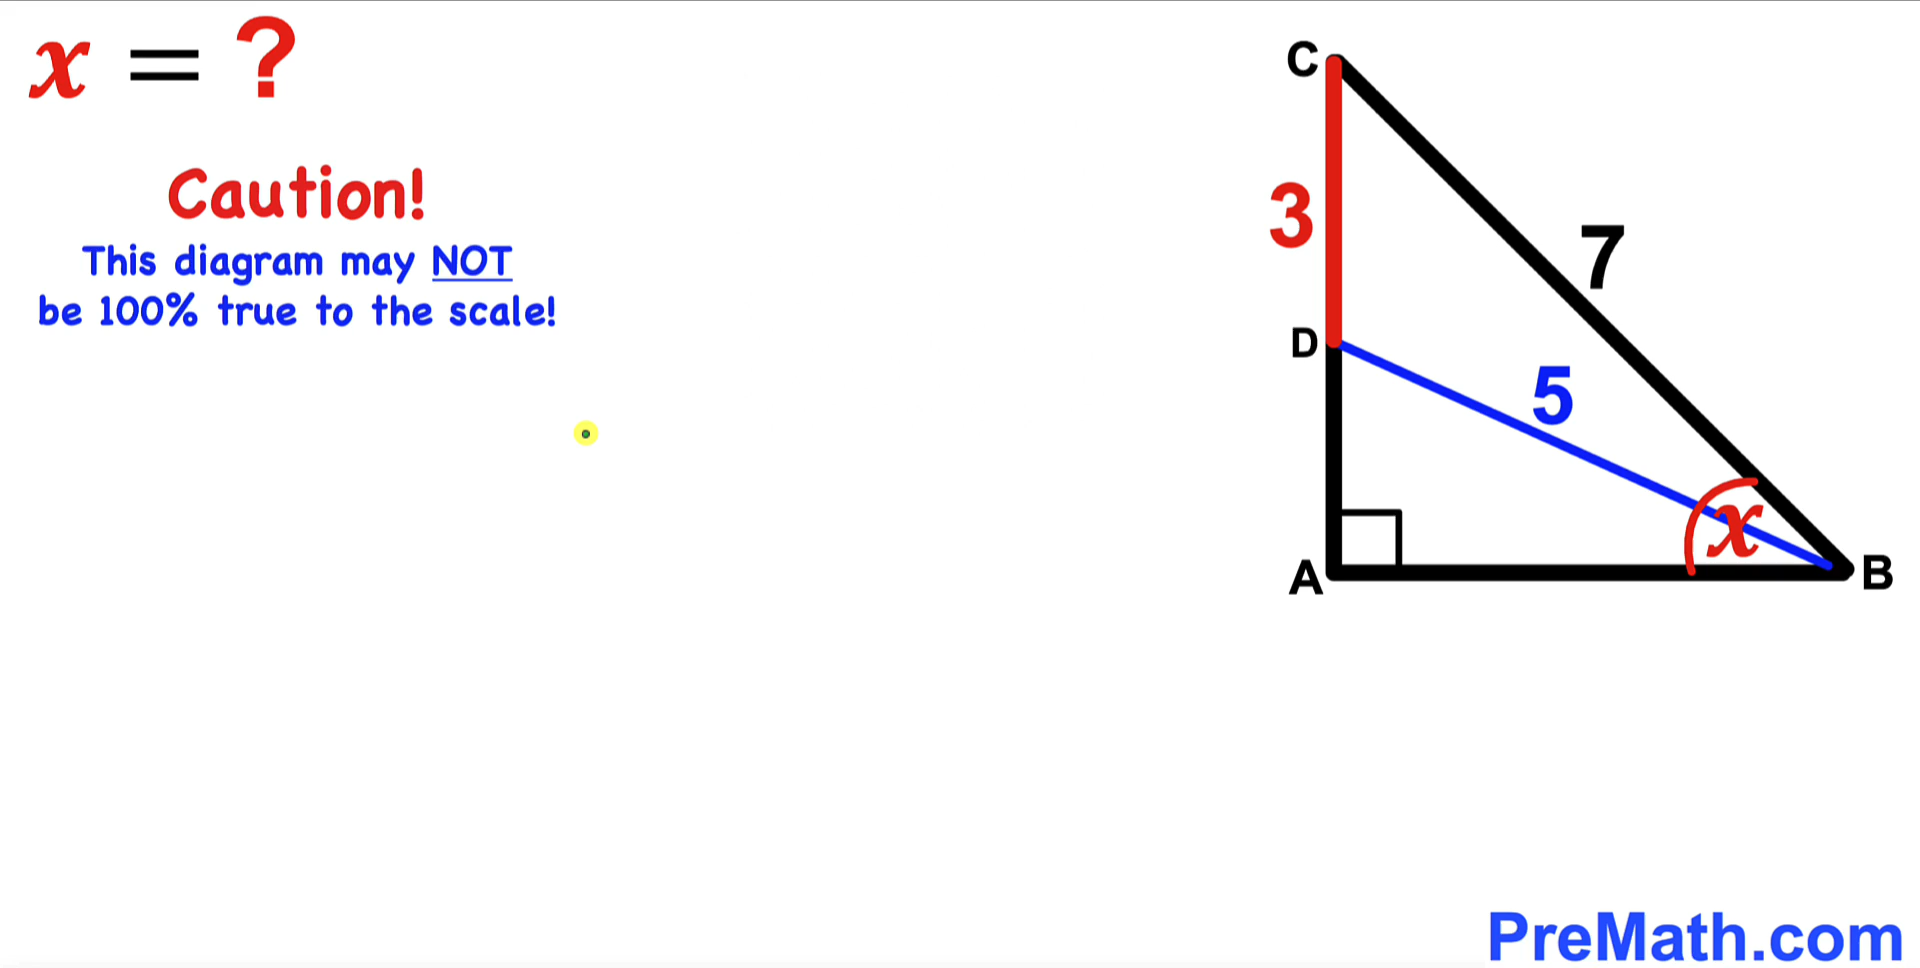 x = ?
Caution!
This diagram may NOT
be 100% true to the scale!
C
3
7
D
5
x
A
B
PreMath.com